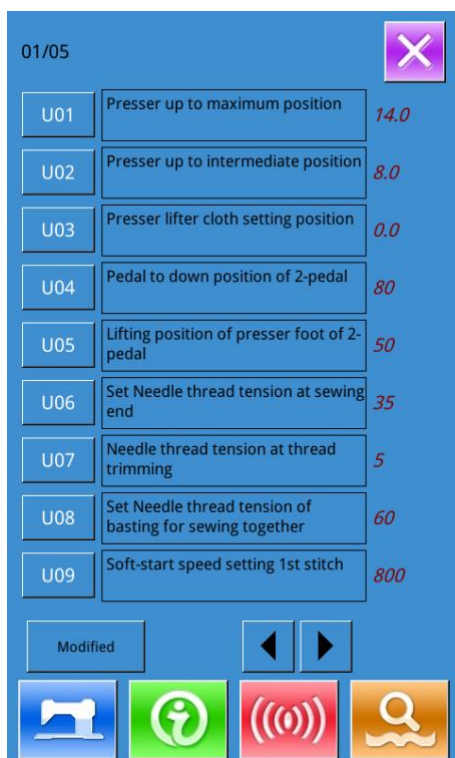 01/05
U01 Presser up to maximum position 14.0
U02 Presser up to intermediate position 8.0
U03 Presser lifter cloth setting position 0.0
U04 Pedal to down position of 2-pedal 80
U05 Lifting position of presser foot of 2-
pedal 50
U06 Set Needle thread tension at sewing
end 35
U07 Needle thread tension at thread
trimming 5
U08 Set Needle thread tension of
basting for sewing together 60
U09 Soft-start speed setting 1st stitch 800
Modified